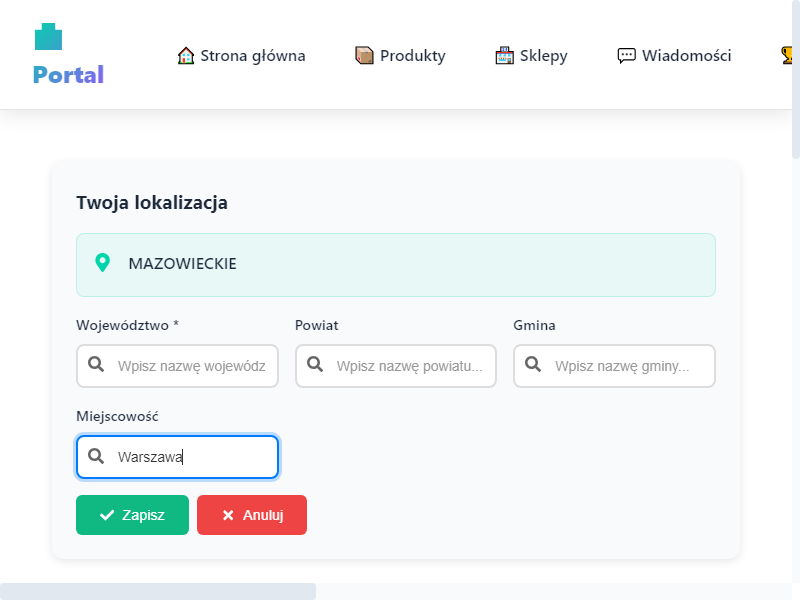 Portal
Strona główna
Produkty
Sklepy
Wiadomości
Twoja lokalizacja
MAZOWIECKIE
Województwo *
Powiat
Gmina
Wpisz nazwę wojewódz
Wpisz nazwę powiatu...
Wpisz nazwę gminy...
Miejscowość
Warszawa
Zapisz
Anuluj